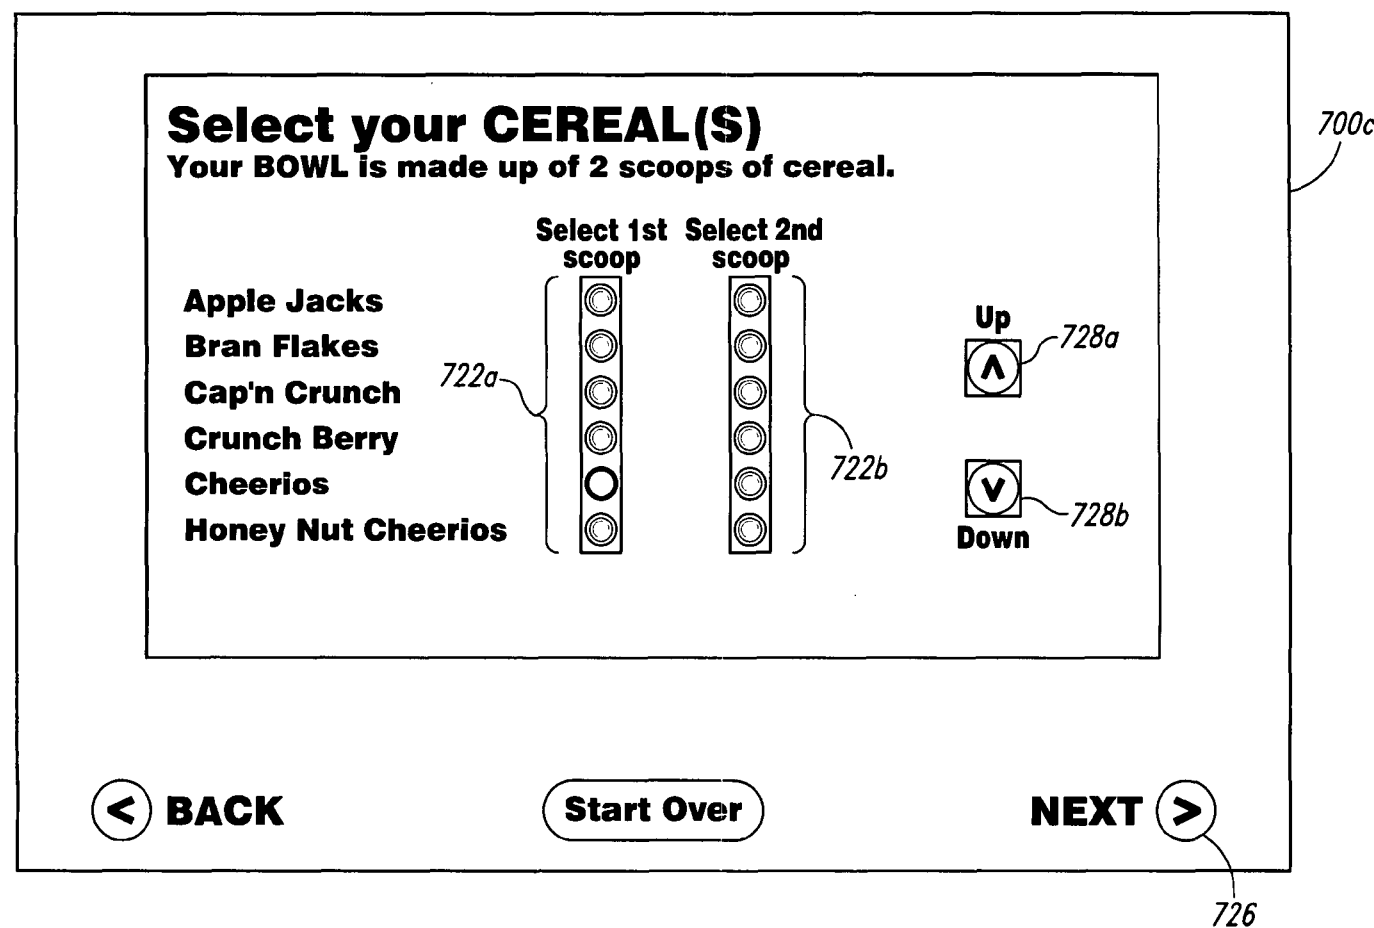 Select your CEREAL(S)
Your BOWL is made up of 2 scoops of cereal.
700c
Select 1st scoop
Select 2nd scoop
Apple Jacks
Bran Flakes
Cap'n Crunch
Crunch Berry
Cheerios
Honey Nut Cheerios
722a
722b
Up
728a
728b
Down
< BACK
Start Over
NEXT >
726